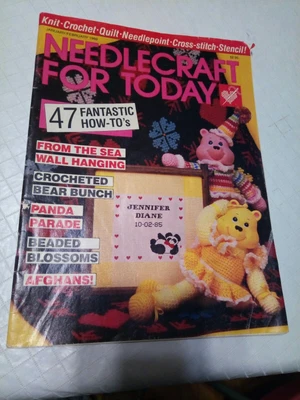 Knit·Crochet·Quilt·Needlepoint·Cross-stitch·Stencil!
NEEDLECRAFT
FOR TODAY
47 FANTASTIC
HOW-TO's
FROM THE SEA
WALL HANGING
CROCHETED
BEAR BUNCH
PANDA
PARADE
BEADED
BLOSSOMS
AFGHANS!
JENNIFER
DIANE
10-02-85